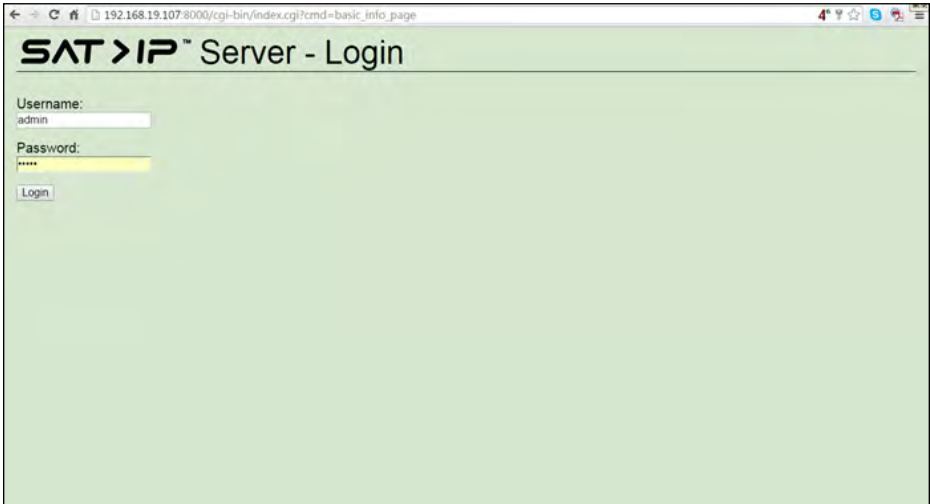 192.168.19.107:8000/cgi-bin/index.cgi?cmd=basic_info_page
SAT>IP™ Server - Login
Username:
admin
Password:
•••••
Login